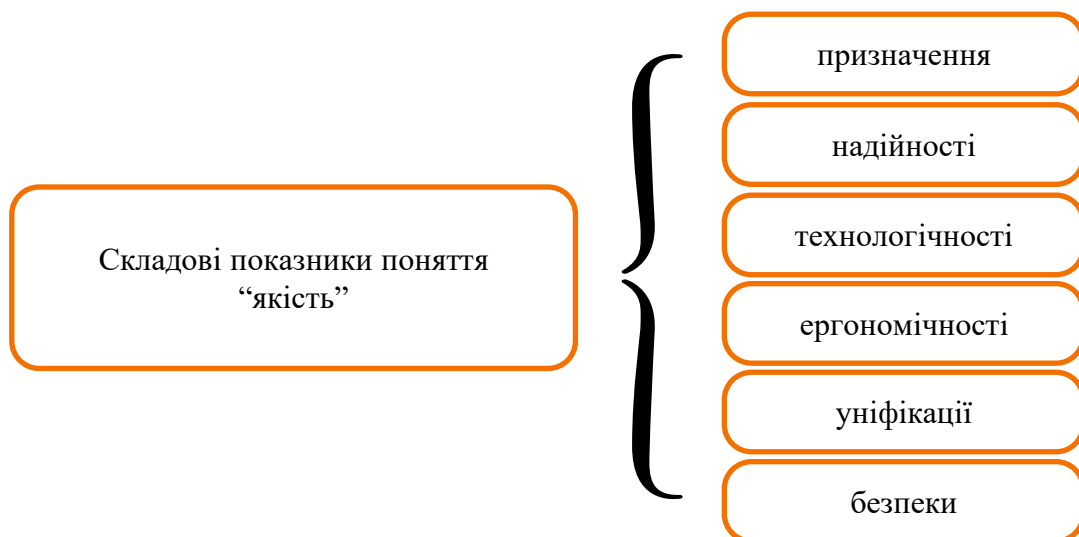 Складові показники поняття
“якість”
призначення
надійності
технологічності
ергономічності
уніфікації
безпеки